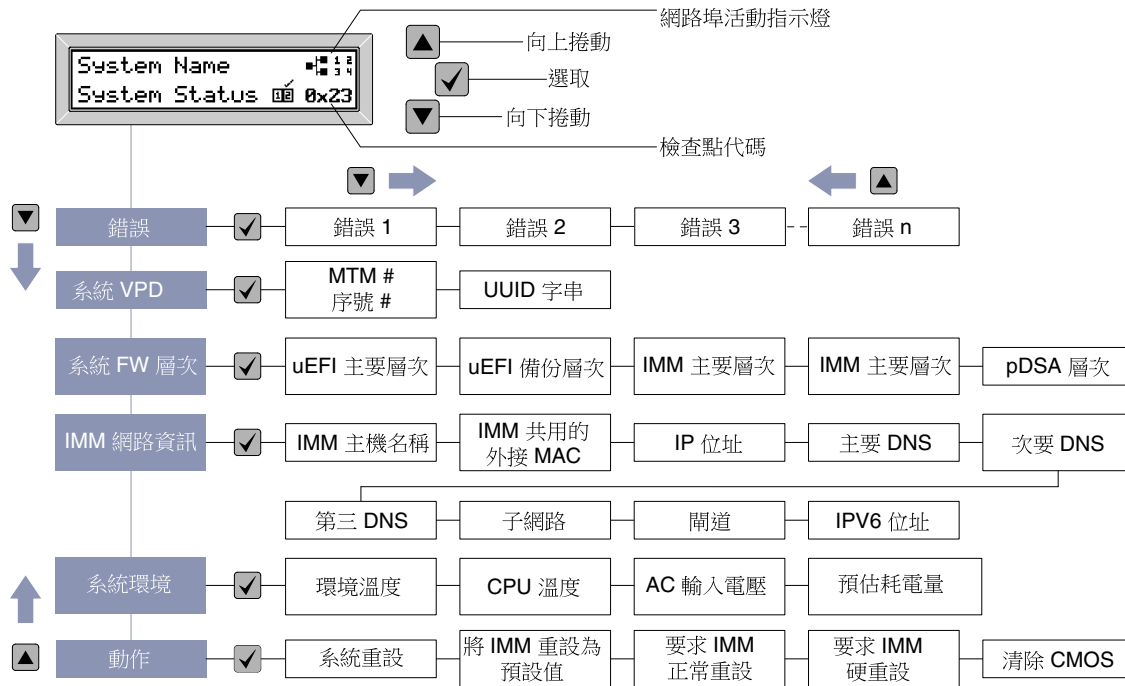 網路埠活動指示燈
System Name 1 2 3 4
System Status 1 2 0x23
向上捲動
選取
向下捲動
檢查點代碼
錯誤
錯誤 1
錯誤 2
錯誤 3
錯誤 n
系統 VPD
MTM #
序號 #
UUID 字串
系統 FW 層次
uEFI 主要層次
uEFI 備份層次
IMM 主要層次
IMM 主要層次
pDSA 層次
IMM 網路資訊
IMM 主機名稱
IMM 共用的
外接 MAC
IP 位址
主要 DNS
次要 DNS
第三 DNS
子網路
閘道
IPV6 位址
系統環境
環境溫度
CPU 溫度
AC 輸入電壓
預估耗電量
動作
系統重設
將 IMM 重設為
預設值
要求 IMM
正常重設
要求 IMM
硬重設
清除 CMOS